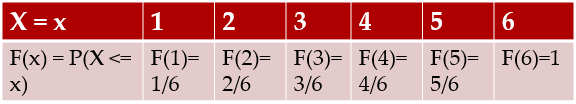 X = x 1 2 3 4 5 6
F(x) = P(X <= F(1)= F(2)= F(3)= F(4)= F(5)= F(6)=1
x) 1/6 2/6 3/6 4/6 5/6